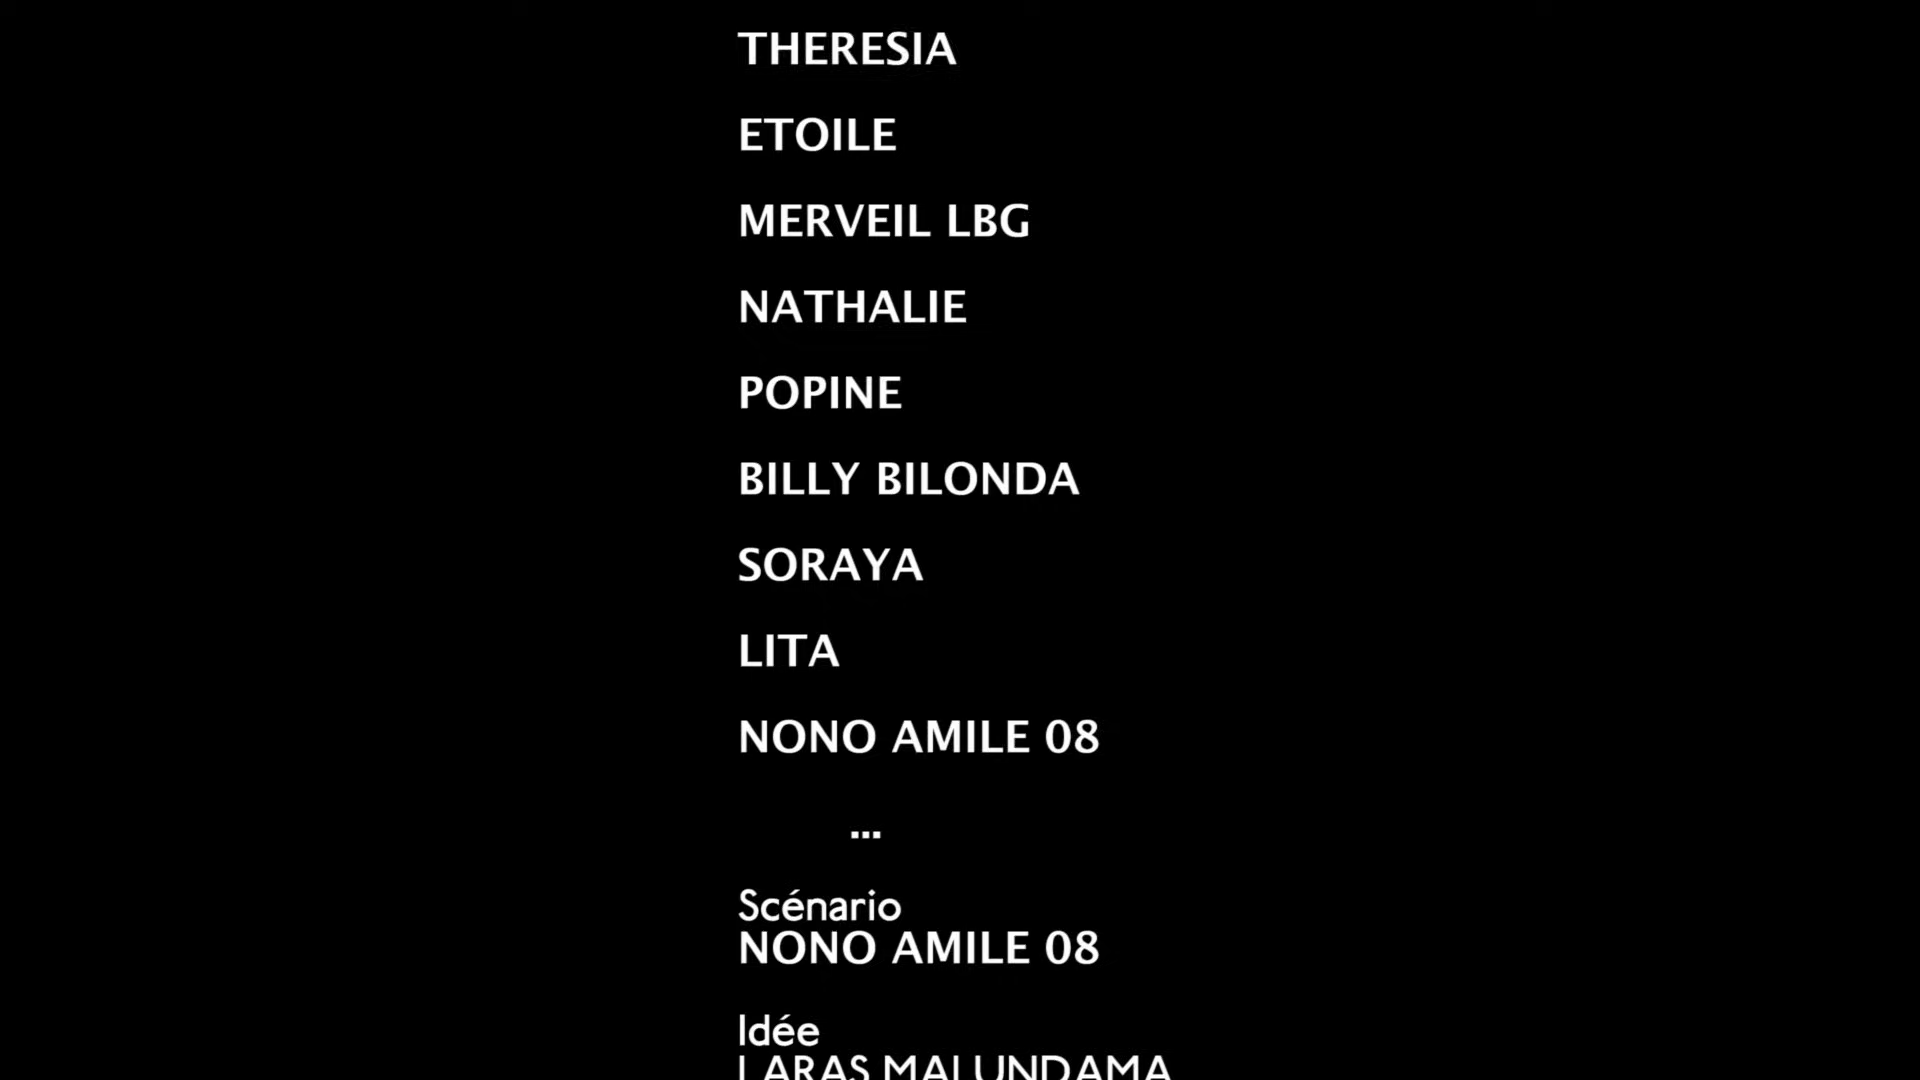 THERESIA
ETOILE
MERVEIL LBG
NATHALIE
POPINE
BILLY BILONDA
SORAYA
LITA
NONO AMILE 08
...
Scénario
NONO AMILE 08
Idée
LARAS MALUNDAMA